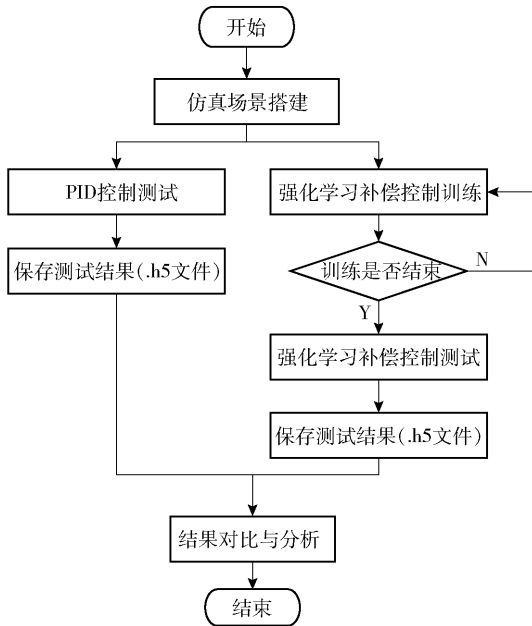 开始
仿真场景搭建
PID控制测试
强化学习补偿控制训练
保存测试结果(.h5文件)
训练是否结束
N
Y
强化学习补偿控制测试
保存测试结果(.h5文件)
结果对比与分析
结束